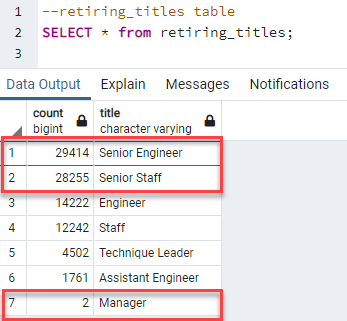 1 --retiring_titles table
2 SELECT * from retiring_titles;
Data Output Explain Messages Notifications
count title
bigint character varying
1 29414 Senior Engineer
2 28255 Senior Staff
3 14222 Engineer
4 12242 Staff
5 4502 Technique Leader
6 1761 Assistant Engineer
7 2 Manager